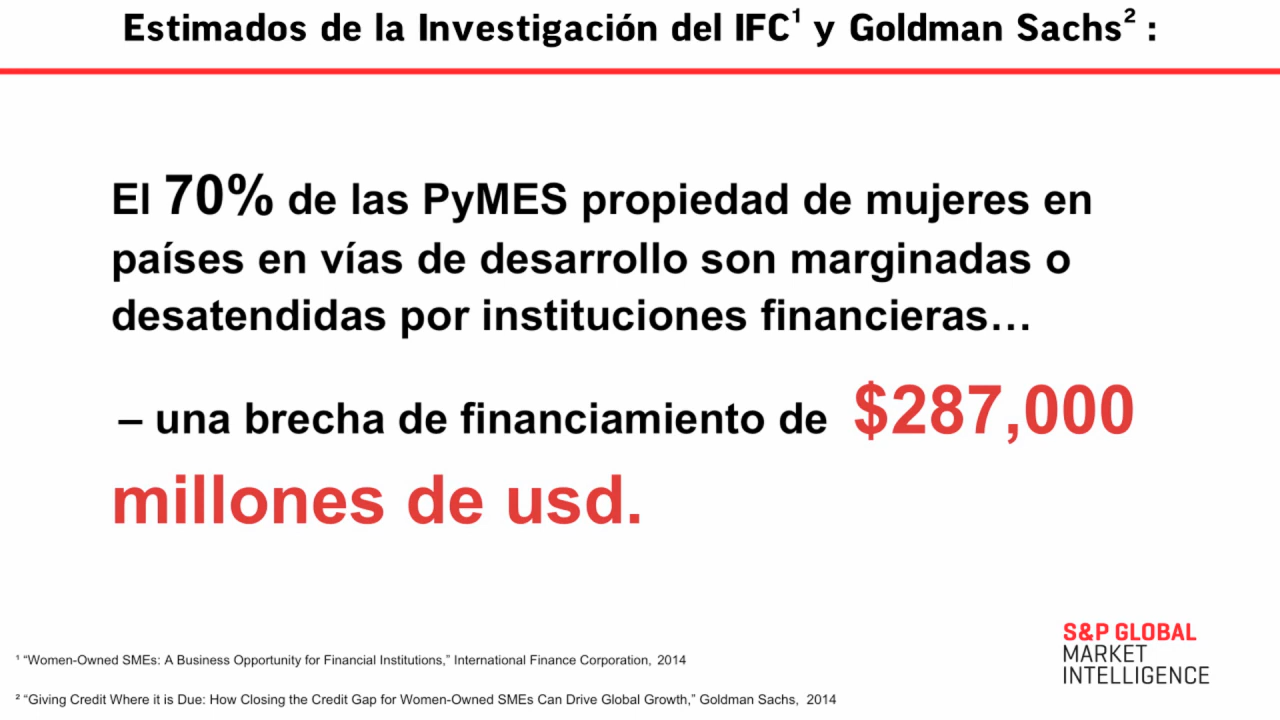 Estimados de la Investigación del IFC¹ y Goldman Sachs² :
El 70% de las PyMES propiedad de mujeres en
países en vías de desarrollo son marginadas o
desatendidas por instituciones financieras…
– una brecha de financiamiento de $287,000
millones de usd.
¹ “Women-Owned SMEs: A Business Opportunity for Financial Institutions,” International Finance Corporation, 2014
² “Giving Credit Where it is Due: How Closing the Credit Gap for Women-Owned SMEs Can Drive Global Growth,” Goldman Sachs, 2014
S&P GLOBAL
MARKET
INTELLIGENCE